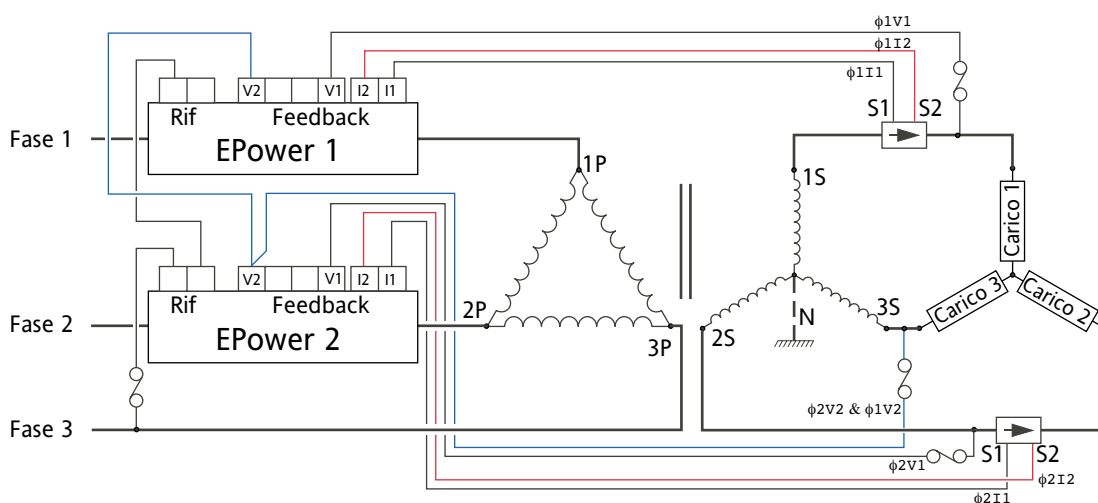 ϕ1V1
ϕ1I2
ϕ1I1
V2 V1 I2 I1
Rif Feedback
EPower 1
Fase 1
S1 S2
1P
1S
Carico 1
V2 V1 I2 I1
Rif Feedback
EPower 2
Fase 2
2P
3P
2S
N
3S
Carico 3
Carico 2
ϕ2V2 & ϕ1V2
Fase 3
S1 S2
ϕ2V1
ϕ2I2
ϕ2I1